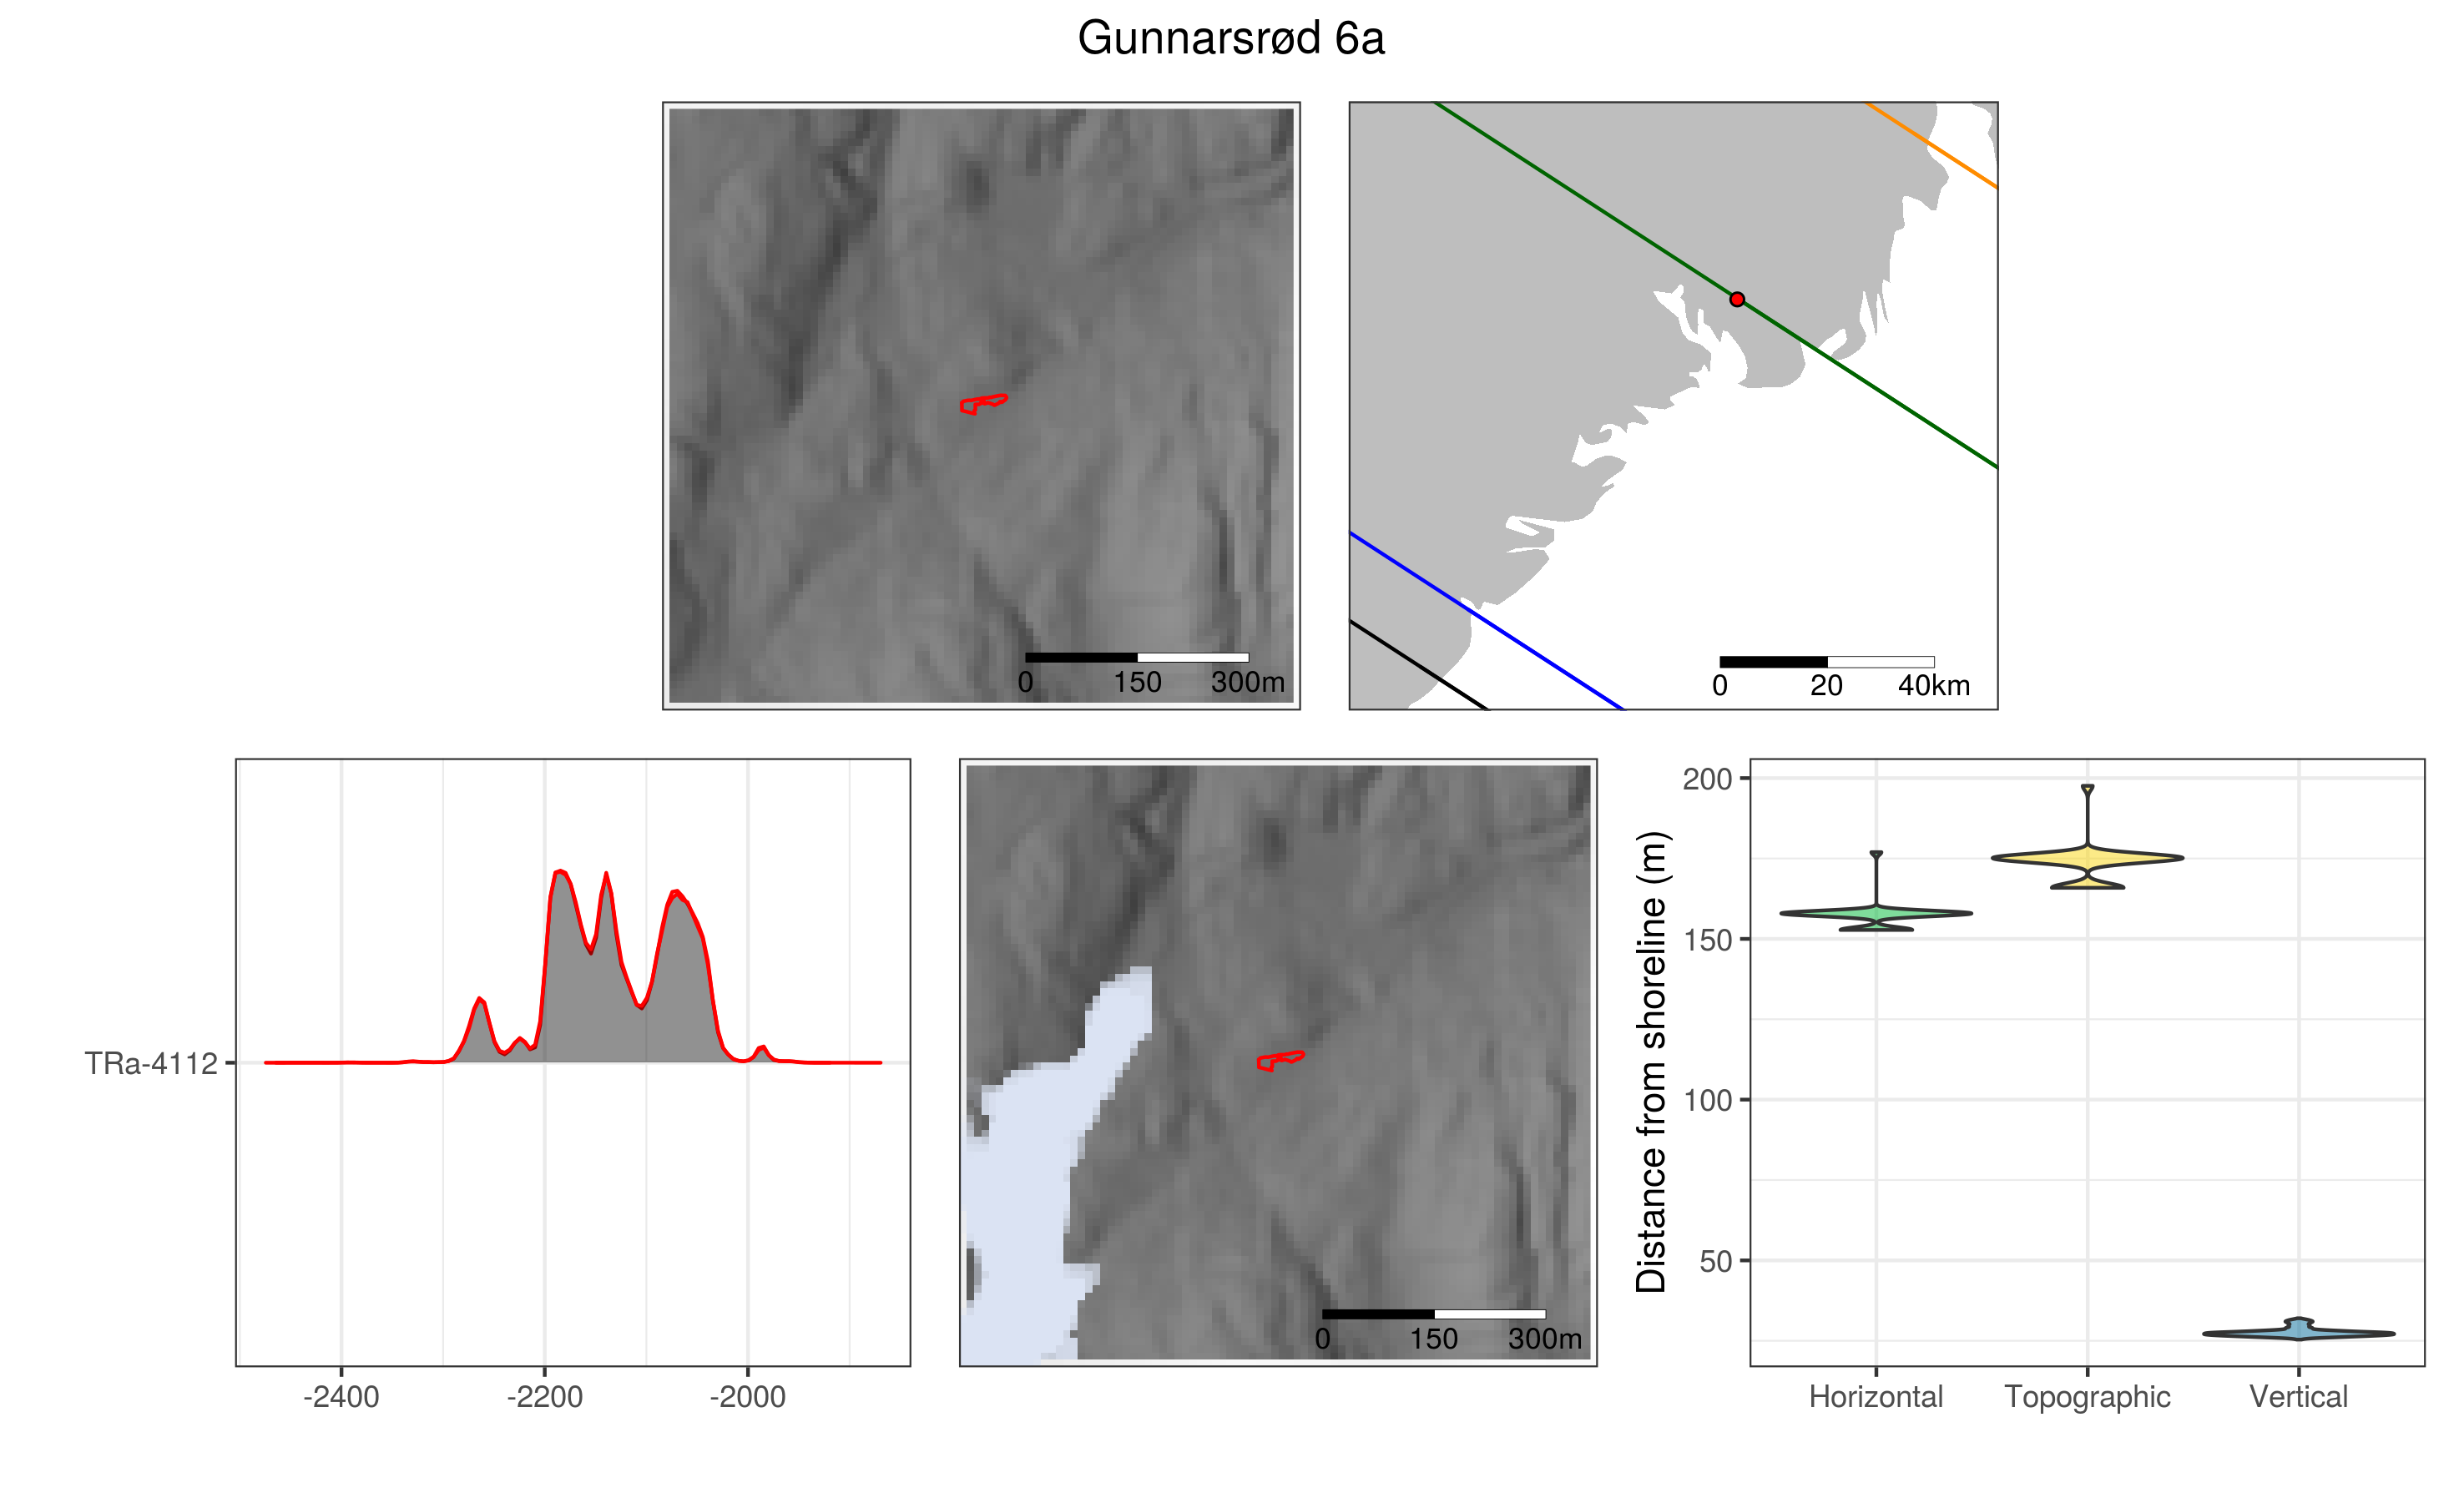 Gunnarsrød 6a
0 150 300m
0 20 40km
TRa-4112
-2400 -2200 -2000
0 150 300m
Distance from shoreline (m)
200
150
100
50
Horizontal Topographic Vertical